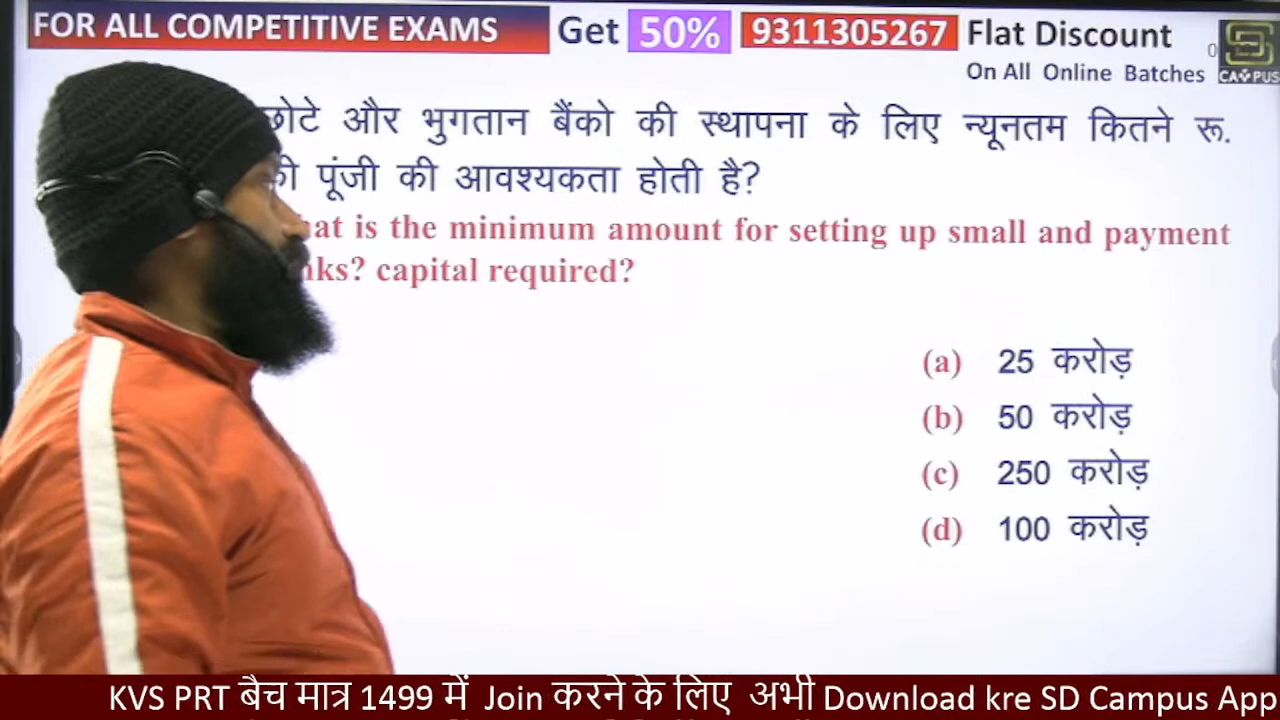 FOR ALL COMPETITIVE EXAMS Get 50% 9311305267 Flat Discount
On All Online Batches CAMPUS
छोटे और भुगतान बैंको की स्थापना के लिए न्यूनतम कितने रू.
की पूंजी की आवश्यकता होती है?
hat is the minimum amount for setting up small and payment
nks? capital required?
(a) 25 करोड़
(b) 50 करोड़
(c) 250 करोड़
(d) 100 करोड़
KVS PRT बैच मात्र 1499 में Join करने के लिए अभी Download kre SD Campus App